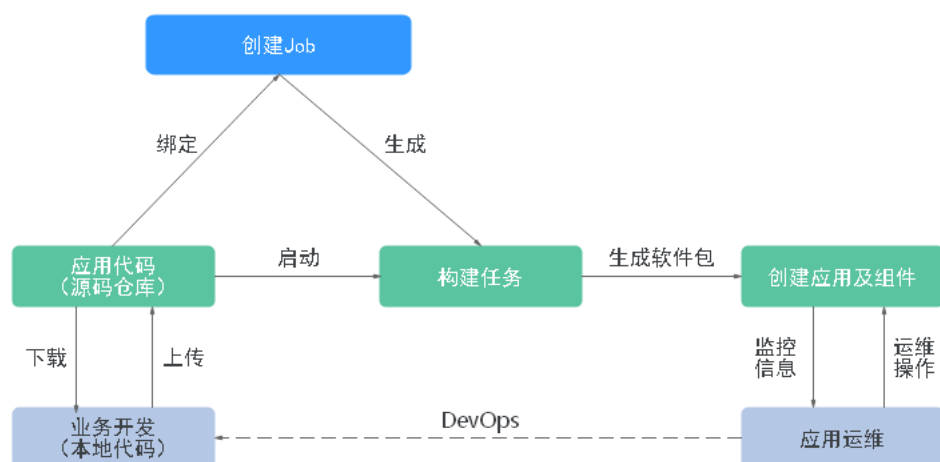 创建Job
绑定
生成
应用代码
（源码仓库）
启动
构建任务
生成软件包
创建应用及组件
下载
上传
监控
信息
运维
操作
业务开发
（本地代码）
DevOps
应用运维